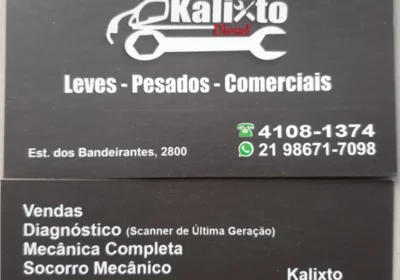 Kalixto
Diesel
Leves - Pesados - Comerciais
4108-1374
Est. dos Bandeirantes, 2800
21 98671-7098
Vendas
Diagnóstico (Scanner de Última Geração)
Mecânica Completa
Socorro Mecânico
Kalixto